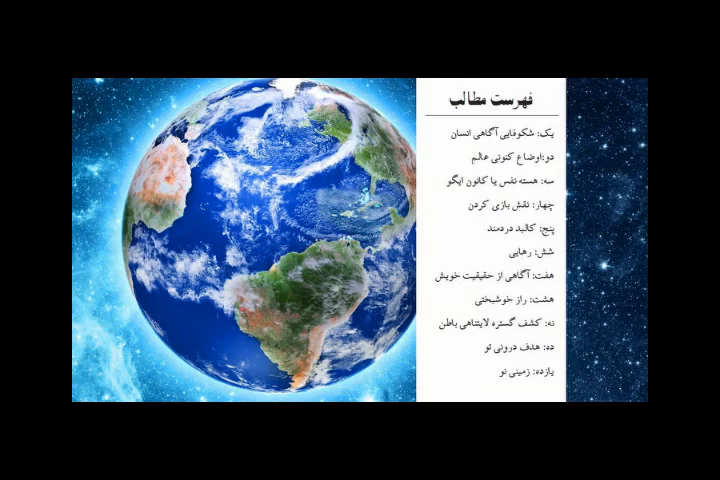 فهرست مطالب
یک: شکوفایی آگاهی انسان
دو:اوضاع کنونی عالم
سه: هسته نفس یا کانون ایگو
چهار: نقش بازی کردن
پنج: کالبد دردمند
شش: رهایی
هفت: آگاهی از حقیقیت خویش
هشت: راز خوشبختی
نه: کشف گستره لایتناهی باطن
ده: هدف درونی تو
یازده: زمینی نو